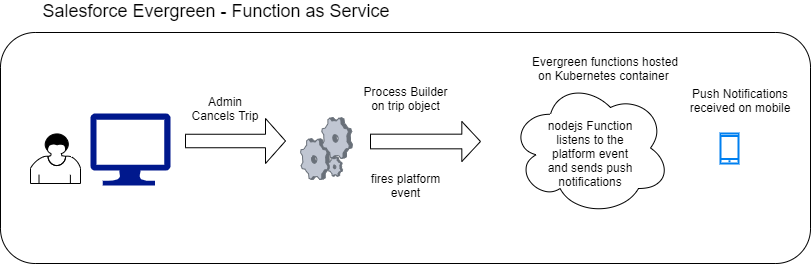 Salesforce Evergreen - Function as Service
Admin
Cancels Trip
Process Builder
on trip object
fires platform
event
Evergreen functions hosted
on Kubernetes container
nodejs Function
listens to the
platform event
and sends push
notifications
Push Notifications
received on mobile